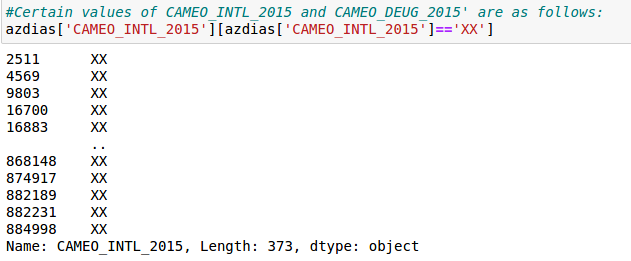 #Certain values of CAMEO_INTL_2015 and CAMEO_DEUG_2015' are as follows:
azdias['CAMEO_INTL_2015'][azdias['CAMEO_INTL_2015']=='XX']
2511 XX
4569 XX
9803 XX
16700 XX
16883 XX
..
868148 XX
874917 XX
882189 XX
882231 XX
884998 XX
Name: CAMEO_INTL_2015, Length: 373, dtype: object